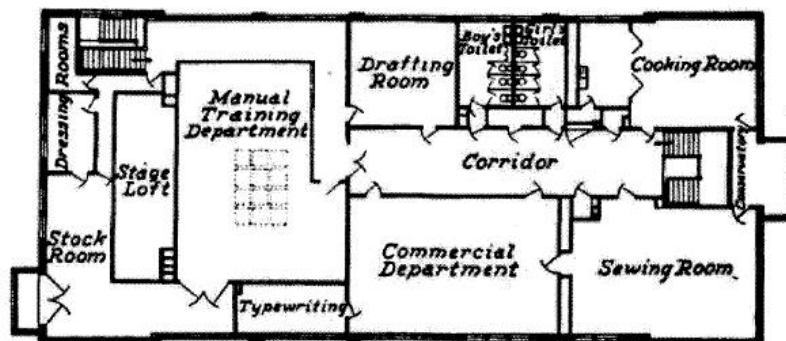 Dressing Rooms
Manual
Training
Department
Stage
Loft
Stock
Room
Typewriting
Drafting
Room
Boy's
Toilet
Girl's
Toilet
Cooking Room
Corridor
Conservatory
Commercial
Department
Sewing Room